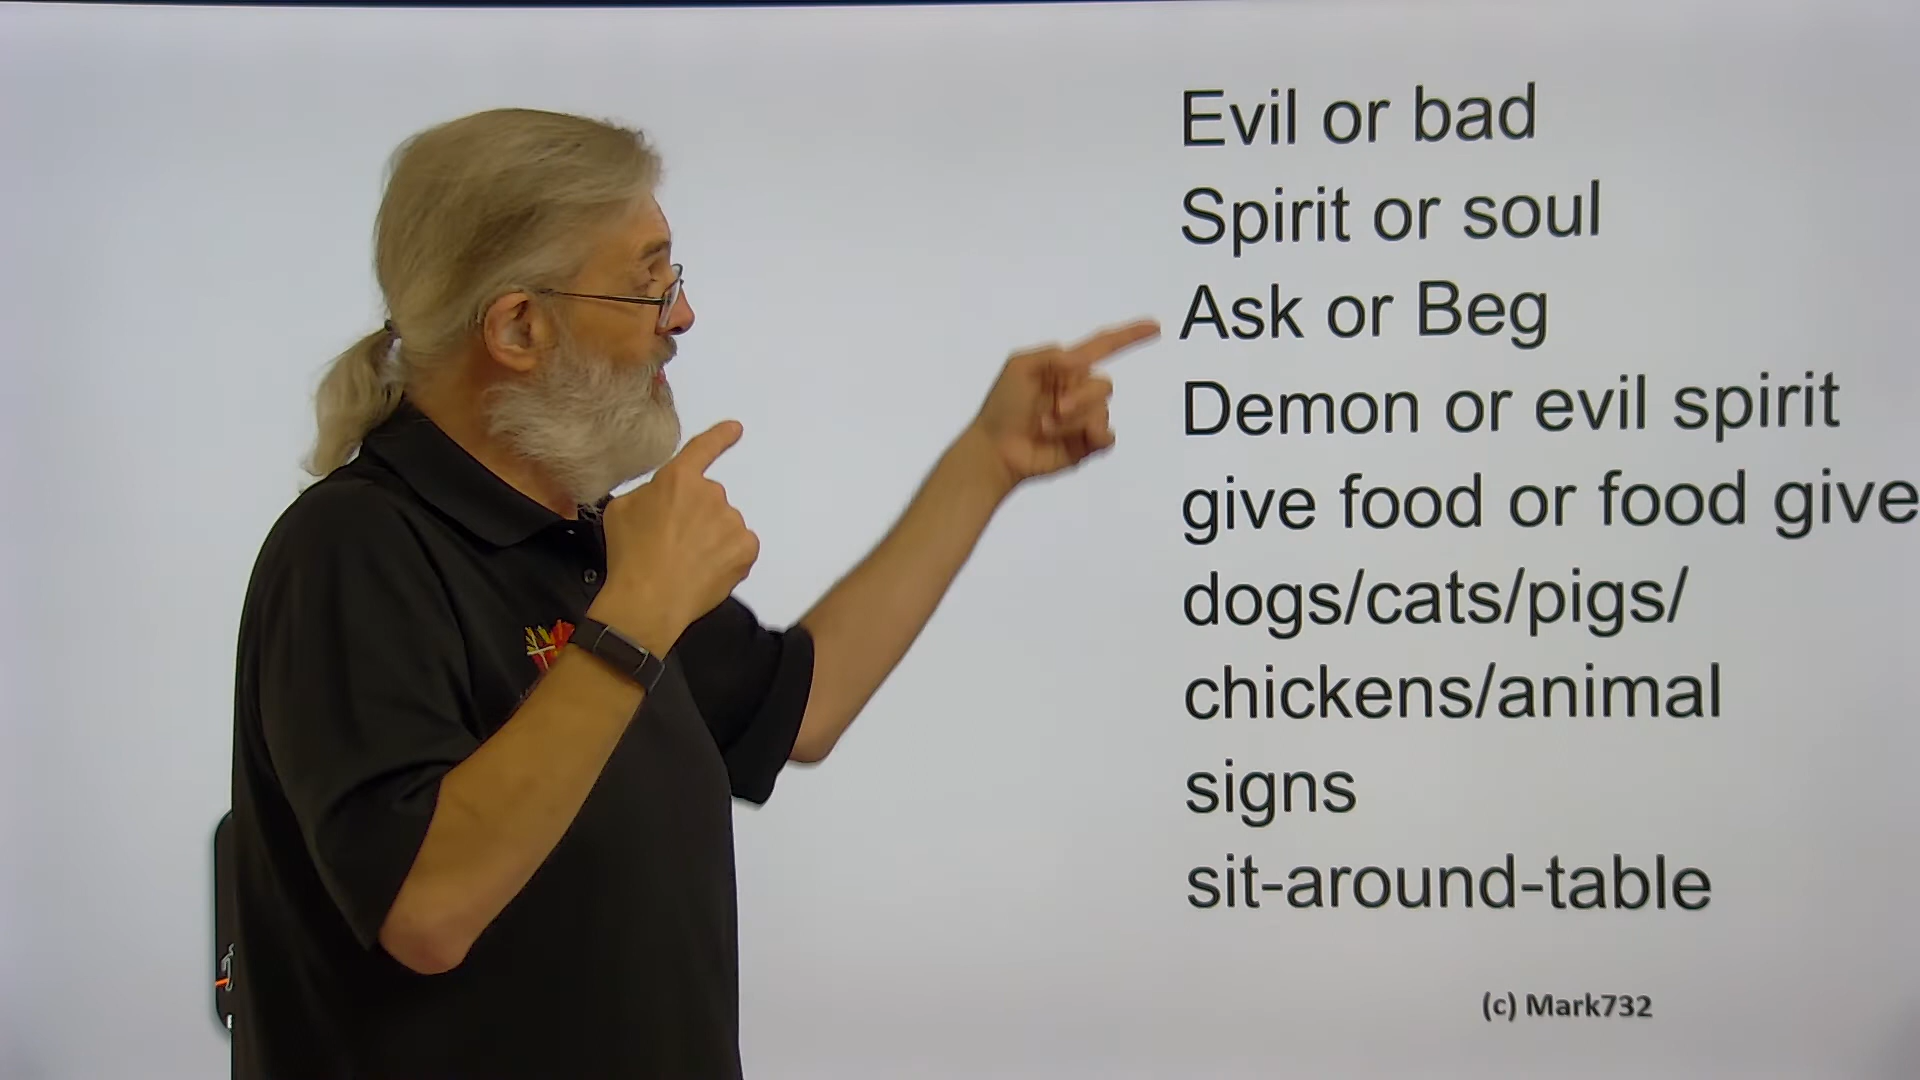 Evil or bad
Spirit or soul
Ask or Beg
Demon or evil spirit
give food or food give
dogs/cats/pigs/
chickens/animal
signs
sit-around-table
(c) Mark732